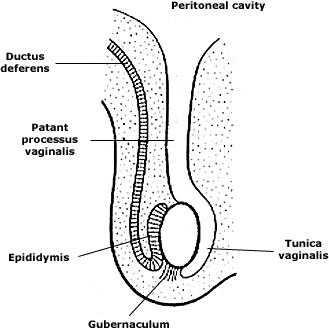 Peritoneal cavity
Ductus
deferens
Patant
processus
vaginalis
Epididymis
Tunica
vaginalis
Gubernaculum